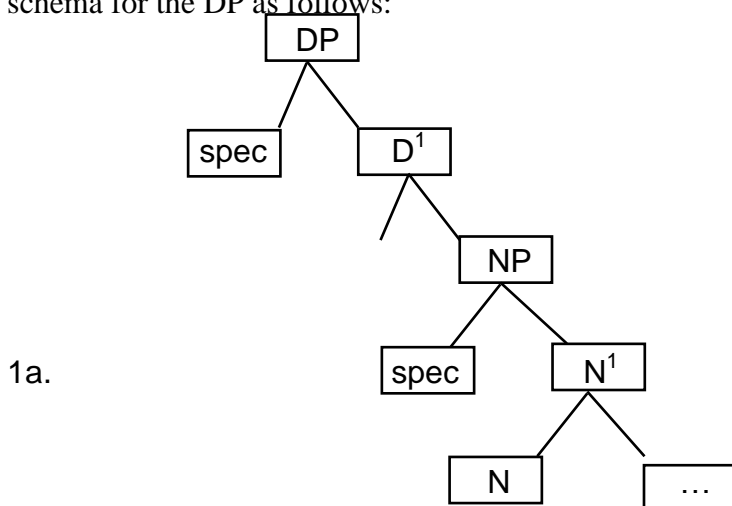 schema for the DP as follows:
DP
spec
D¹
NP
1a.
spec
N¹
N
…